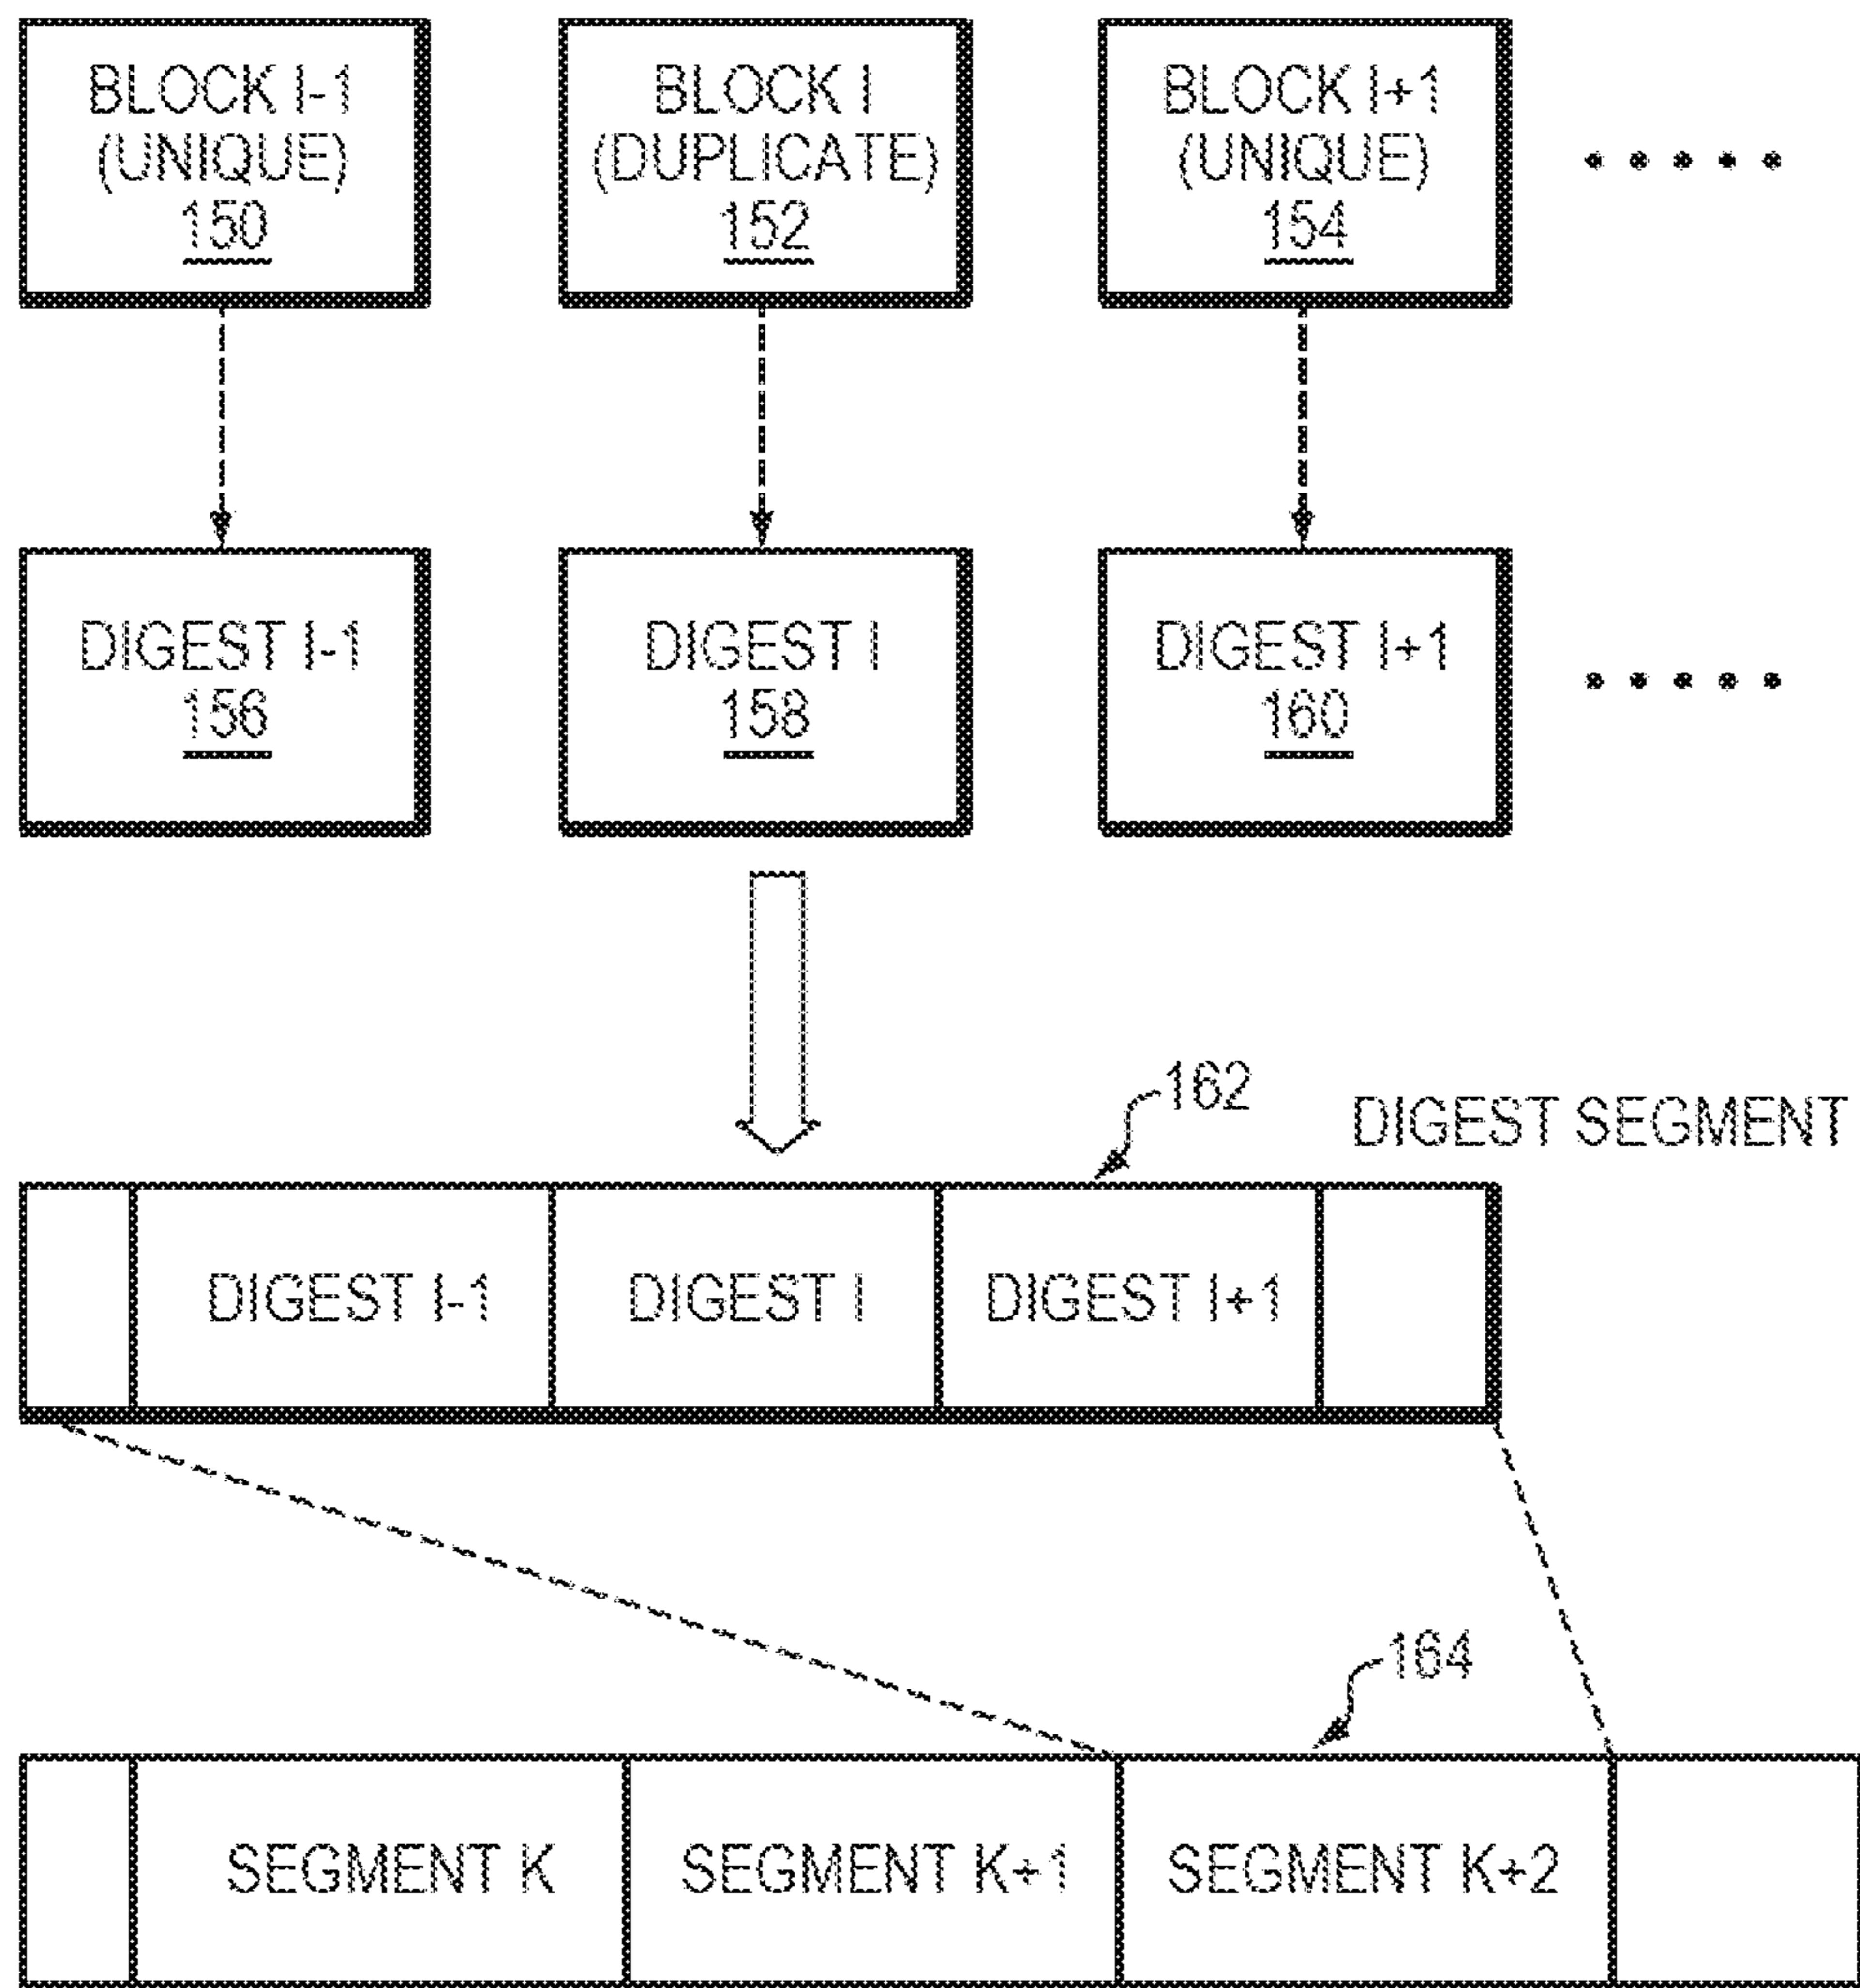 BLOCK I-1
(UNIQUE)
150
BLOCK I
(DUPLICATE)
152
BLOCK I+1
(UNIQUE)
154
DIGEST I-1
156
DIGEST I
158
DIGEST I+1
160
162
DIGEST SEGMENT
DIGEST I-1
DIGEST I
DIGEST I+1
164
SEGMENT K
SEGMENT K+1
SEGMENT K+2